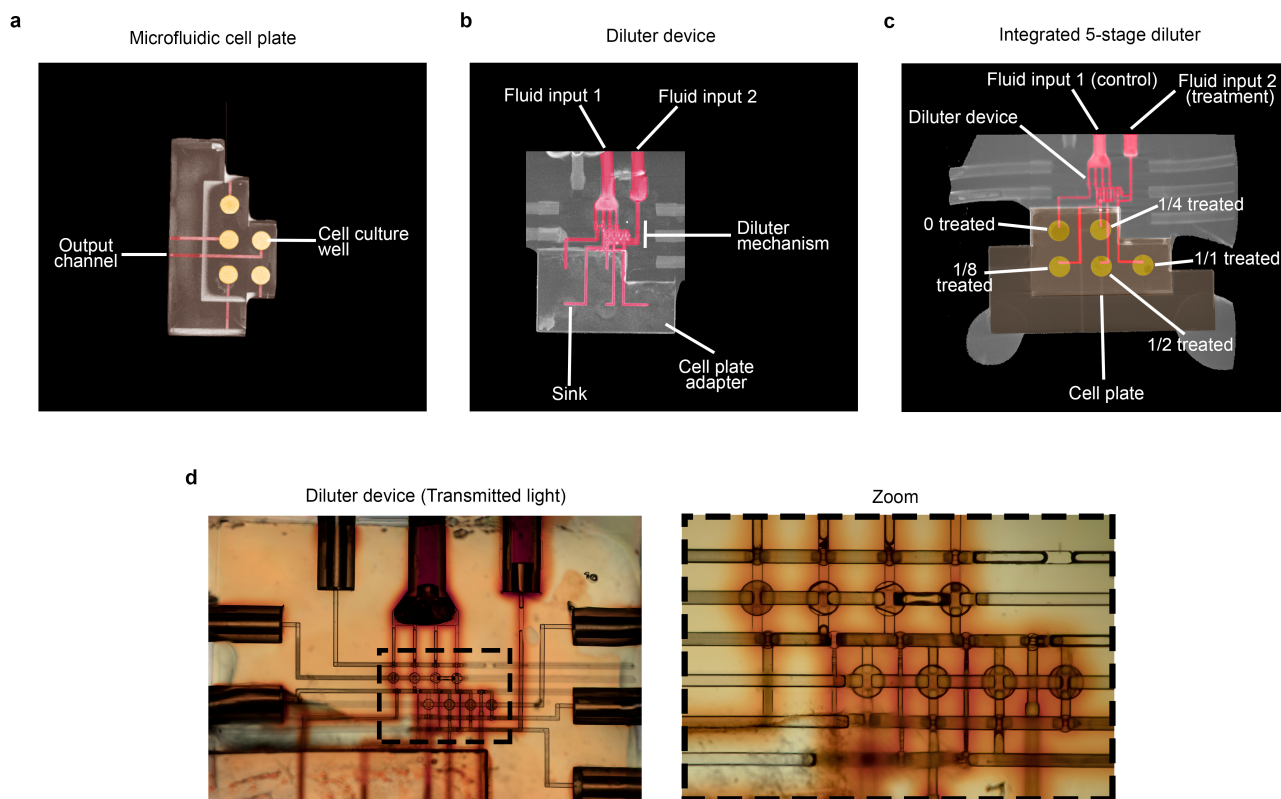 a
Microfluidic cell plate
Output
channel
Cell culture
well
b
Diluter device
Fluid input 1
Fluid input 2
Diluter
mechanism
Cell plate
adapter
Sink
c
Integrated 5-stage diluter
Fluid input 1 (control)
Fluid input 2
(treatment)
Diluter device
1/4 treated
0 treated
1/1 treated
1/8
treated
1/2 treated
Cell plate
d
Diluter device (Transmitted light)
Zoom